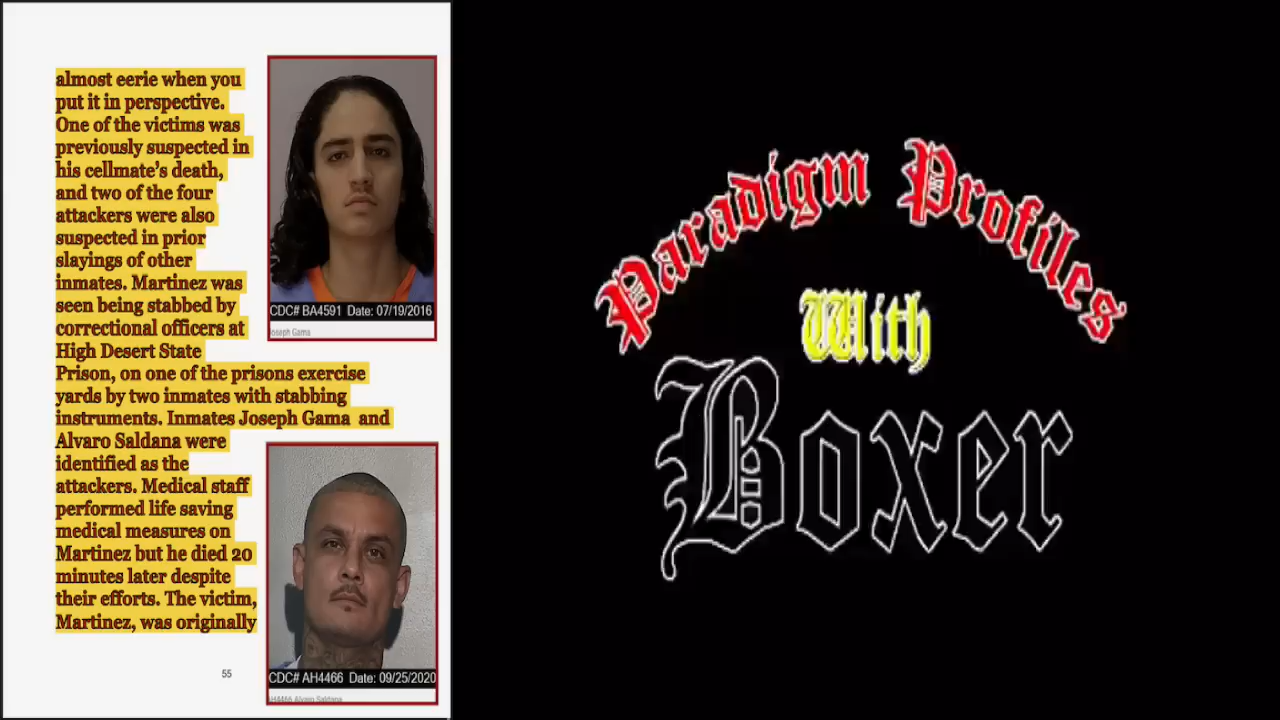 almost eerie when you
put it in perspective.
One of the victims was
previously suspected in
his cellmate's death,
and two of the four
attackers were also
suspected in prior
slayings of other
inmates. Martinez was
seen being stabbed by
correctional officers at
High Desert State
Prison, on one of the prisons exercise
yards by two inmates with stabbing
instruments. Inmates Joseph Gama and
Alvaro Saldana were
identified as the
attackers. Medical staff
performed life saving
medical measures on
Martinez but he died 20
minutes later despite
their efforts. The victim,
Martinez, was originally
55
CDC# BA4591 Date: 07/19/2016
Joseph Gama
CDC# AH4466 Date: 09/25/2020
AH4466 Alvaro Saldana
Paradigm Profiles
With
Boxer